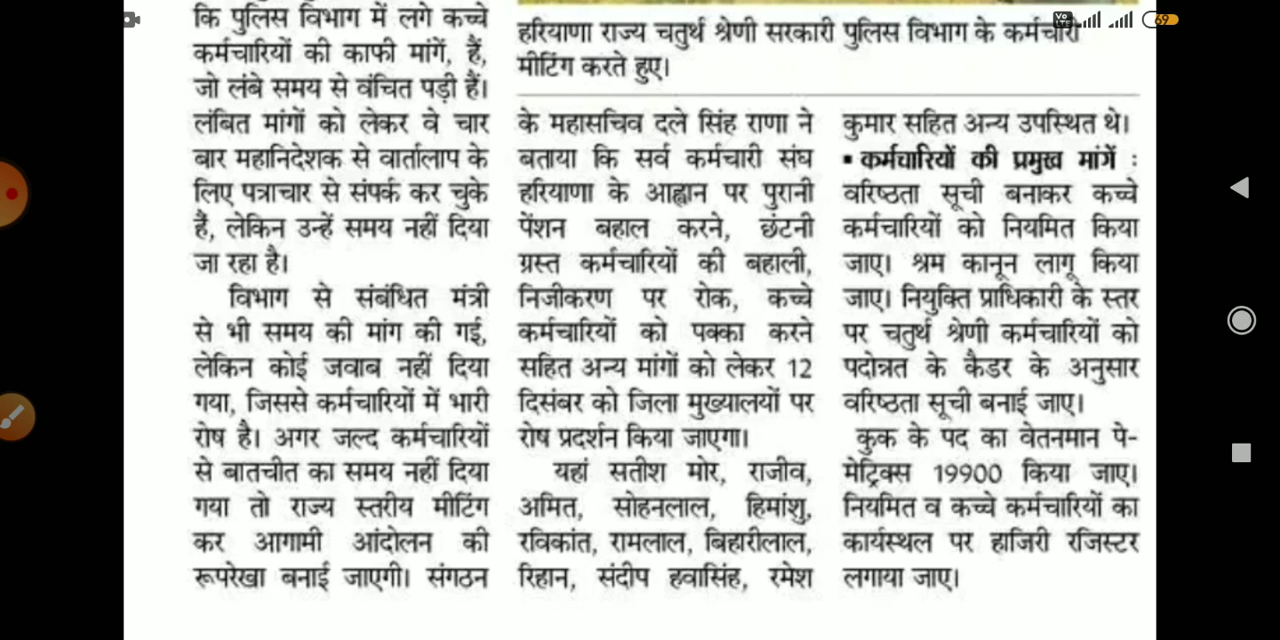 कि पुलिस विभाग में लगे कच्चे
कर्मचारियों की काफी मांगें, हैं,
जो लंबे समय से वंचित पड़ी हैं।
लंबित मांगों को लेकर वे चार
बार महानिदेशक से वार्तालाप के
लिए पत्राचार से संपर्क कर चुके
हैं, लेकिन उन्हें समय नहीं दिया
जा रहा है।
विभाग से संबंधित मंत्री
से भी समय की मांग की गई,
लेकिन कोई जवाब नहीं दिया
गया, जिससे कर्मचारियों में भारी
रोष है। अगर जल्द कर्मचारियों
से बातचीत का समय नहीं दिया
गया तो राज्य स्तरीय मीटिंग
कर आगामी आंदोलन की
रूपरेखा बनाई जाएगी। संगठन
हरियाणा राज्य चतुर्थ श्रेणी सरकारी पुलिस विभाग के कर्मचारी
मीटिंग करते हुए।
के महासचिव दले सिंह राणा ने
बताया कि सर्व कर्मचारी संघ
हरियाणा के आह्वान पर पुरानी
पेंशन बहाल करने, छंटनी
ग्रस्त कर्मचारियों की बहाली,
निजीकरण पर रोक, कच्चे
कर्मचारियों को पक्का करने
सहित अन्य मांगों को लेकर 12
दिसंबर को जिला मुख्यालयों पर
रोष प्रदर्शन किया जाएगा।
यहां सतीश मोर, राजीव,
अमित, सोहनलाल, हिमांशु,
रविकांत, रामलाल, बिहारीलाल,
रिहान, संदीप हवासिंह, रमेश
कुमार सहित अन्य उपस्थित थे।
▪ कर्मचारियों की प्रमुख मांगें :
वरिष्ठता सूची बनाकर कच्चे
कर्मचारियों को नियमित किया
जाए। श्रम कानून लागू किया
जाए। नियुक्ति प्राधिकारी के स्तर
पर चतुर्थ श्रेणी कर्मचारियों को
पदोन्नत के कैडर के अनुसार
वरिष्ठता सूची बनाई जाए।
कुक के पद का वेतनमान पे-
मेट्रिक्स 19900 किया जाए।
नियमित व कच्चे कर्मचारियों का
कार्यस्थल पर हाजिरी रजिस्टर
लगाया जाए।
Vo LTE
69